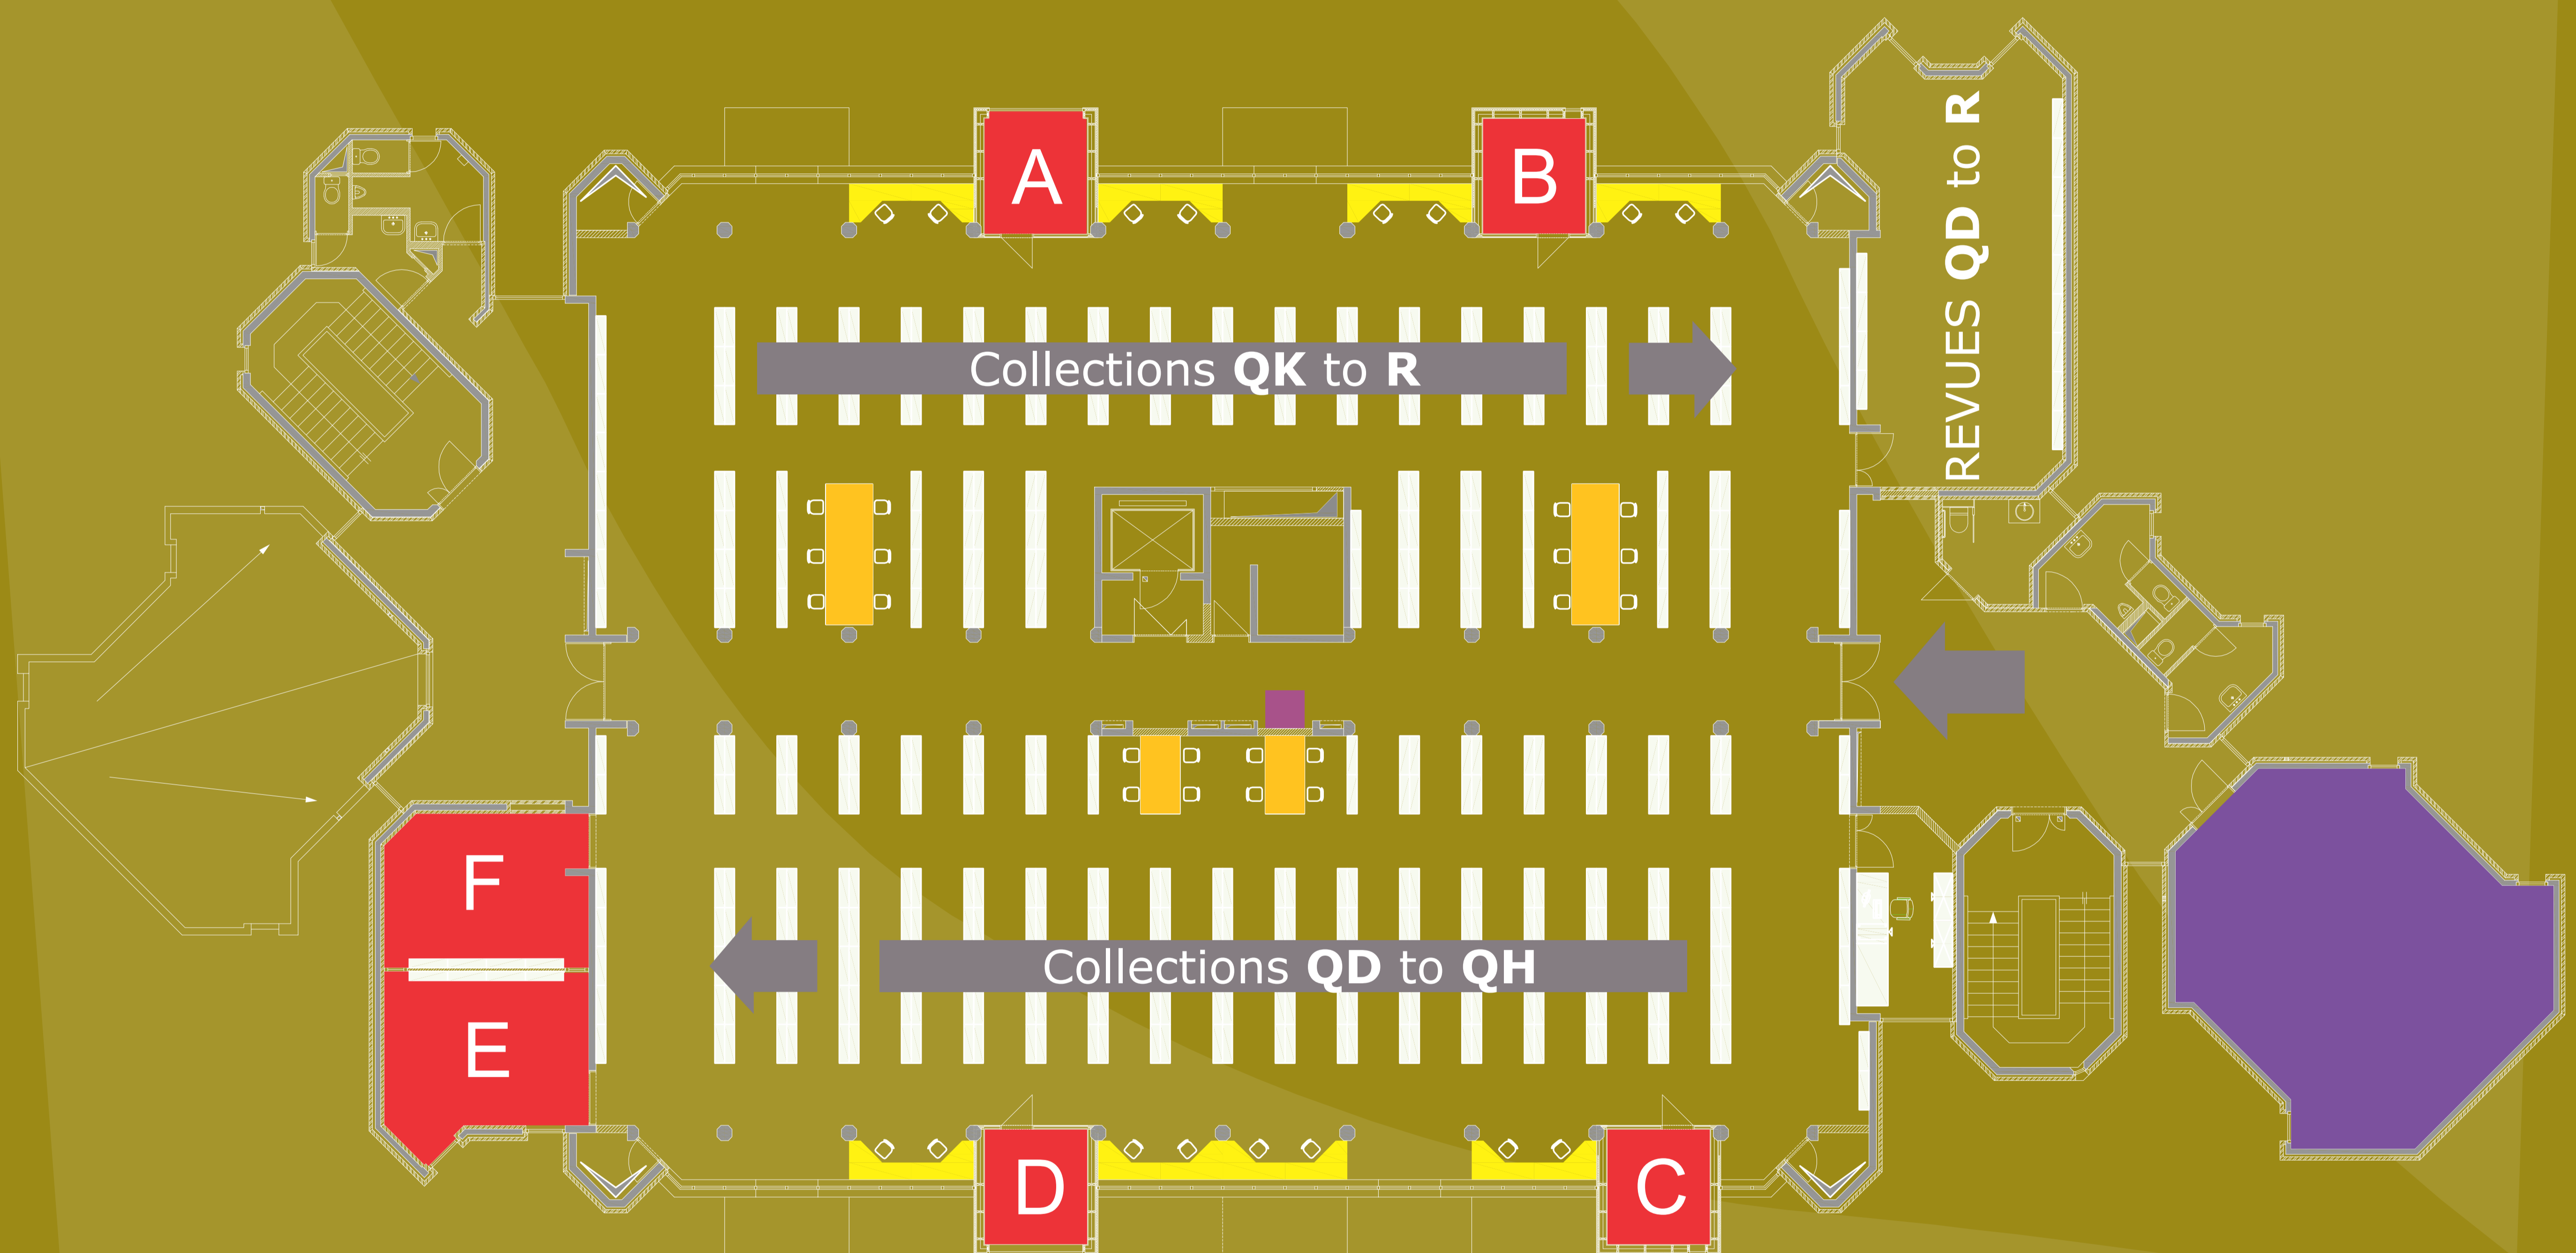 A
B
REVUES QD to R
Collections QK to R
F
E
Collections QD to QH
D
C